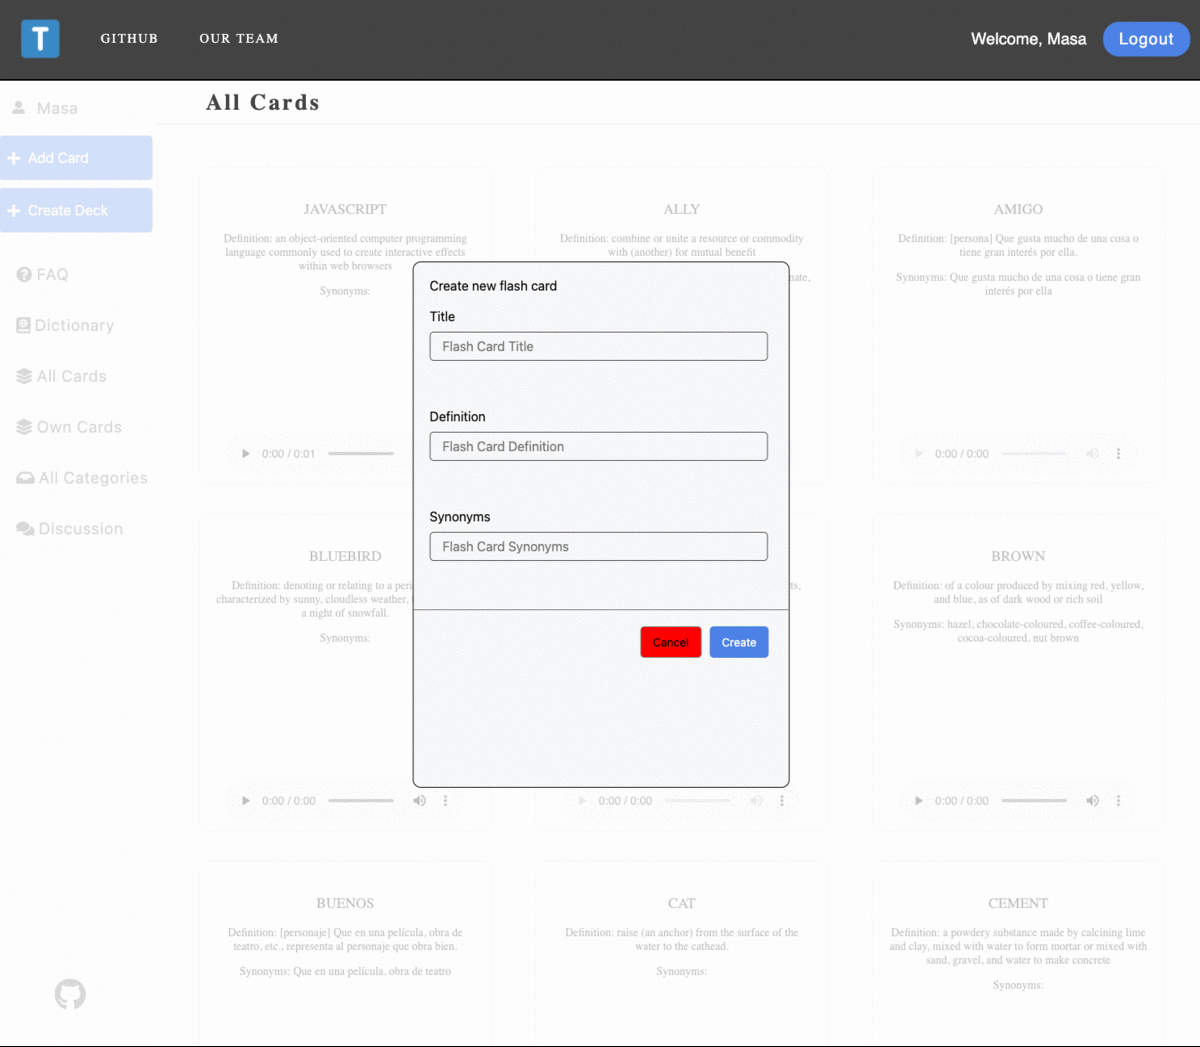 T
GITHUB
OUR TEAM
Welcome, Masa
Logout
Masa
Add Card
Create Deck
FAQ
Dictionary
All Cards
Own Cards
All Categories
Discussion
All Cards
JAVASCRIPT
Definition: an object-oriented computer programming
language commonly used to create interactive effects
within web browsers
Synonyms:
0:00 / 0:01
ALLY
Definition: combine or unite a resource or commodity
with (another) for mutual benefit
AMIGO
Definition: [persona] Que gusta mucho de una cosa o
tiene gran interés por ella.
Synonyms: Que gusta mucho de una cosa o tiene gran
interés por ella
0:00 / 0:00
Create new flash card
Title
Flash Card Title
Definition
Flash Card Definition
Synonyms
Flash Card Synonyms
Cancel
Create
BLUEBIRD
Definition: denoting or relating to a
characterized by sunny, cloudless weather,
a night of snowfall.
Synonyms:
0:00 / 0:00
0:00 / 0:00
BROWN
Definition: of a colour produced by mixing red, yellow,
and blue, as of dark wood or rich soil
Synonyms: hazel, chocolate-coloured, coffee-coloured,
cocoa-coloured, nut brown
0:00 / 0:00
BUENOS
Definition: [personaje] Que en una película, obra de
teatro, etc., representa al personaje que obra bien.
Synonyms: Que en una película, obra de teatro
CAT
Definition: raise (an anchor) from the surface of the
water to the cathead.
Synonyms:
CEMENT
Definition: a powdery substance made by calcining lime
and clay, mixed with water to form mortar or mixed with
sand, gravel, and water to make concrete
Synonyms: